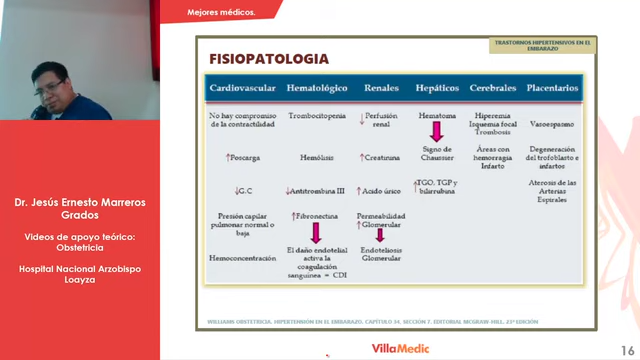 Mejores médicos.
TRASTORNOS HIPERTENSIVOS EN EL
EMBARAZO
FISIOPATOLOGIA
Cardiovascular Hematológico Renales Hepáticos Cerebrales Placentarios
No hay compromiso
de la contractilidad
Trombocitopenia
↓ Perfusión
renal
Hematoma
Hiperemia
Isquemia focal
Trombosis
Vasoespasmo
↑Poscarga
Hemólisis
↑Creatinina
Signo de
Chaussier
Áreas con
hemorragia
Infarto
Degeneración
del trofoblasto e
infartos
↓G.C
↓Antitrombina III
↑Acido úrico
↑TGO, TGP y
bilirrubina
Aterosis de las
Arterias
Espirales
Presión capilar
pulmonar normal o
baja
↑Fibronectina
Permeabilidad
↑Glomerular
Hemoconcentración
El daño endotelial
activa la
coagulación
sanguínea = CDI
Endoteliosis
Glomerular
WILLIAMS OBSTETRICIA. HIPERTENSIÓN EN EL EMBARAZO. CAPÍTULO 34. SECCIÓN 7. EDITORIAL MCGRAW-HILL. 23ª EDICIÓN
Dr. Jesús Ernesto Marreros
Grados
Videos de apoyo teórico:
Obstetricia
Hospital Nacional Arzobispo
Loayza
VillaMedic
16